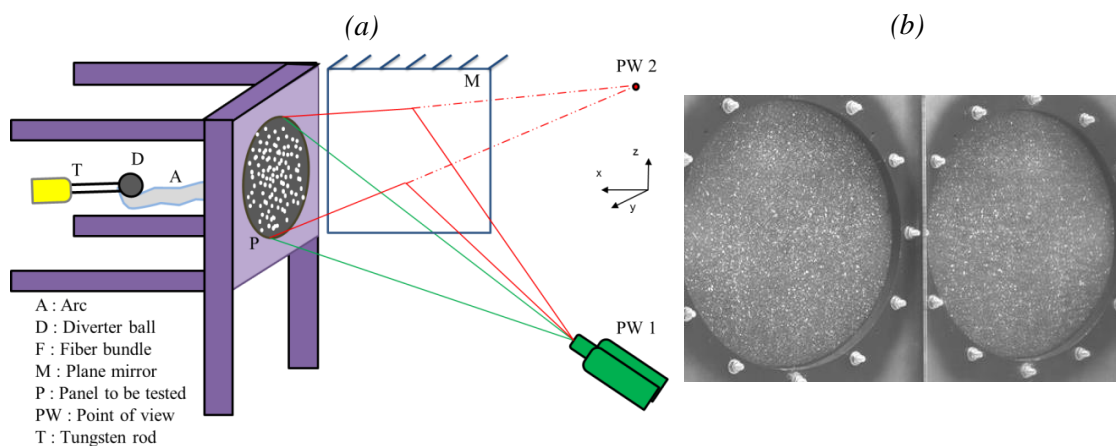 (a)
(b)
PW 2
M
D
T
A
z
x
y
P
PW 1
A : Arc
D : Diverter ball
F : Fiber bundle
M : Plane mirror
P : Panel to be tested
PW : Point of view
T : Tungsten rod